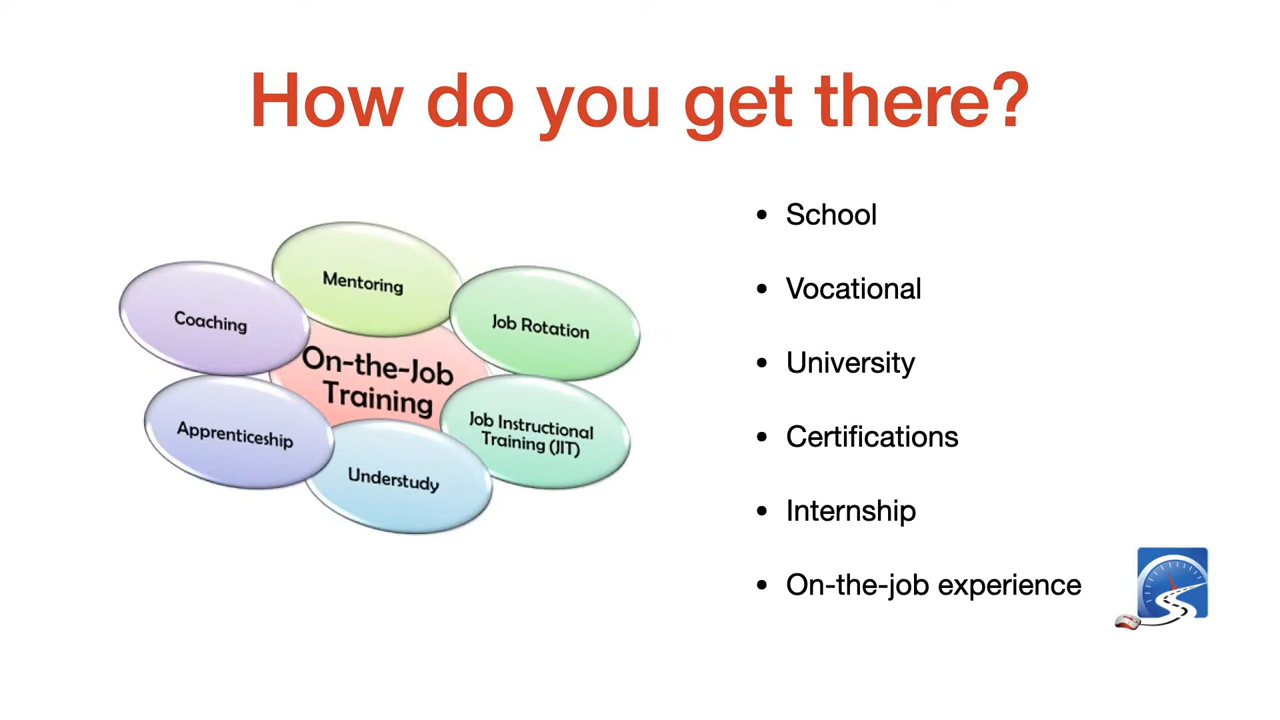 How do you get there?
Mentoring
Coaching
Job Rotation
On-the-Job
Training
Job Instructional
Training (JIT)
Apprenticeship
Understudy
• School
• Vocational
• University
• Certifications
• Internship
• On-the-job experience